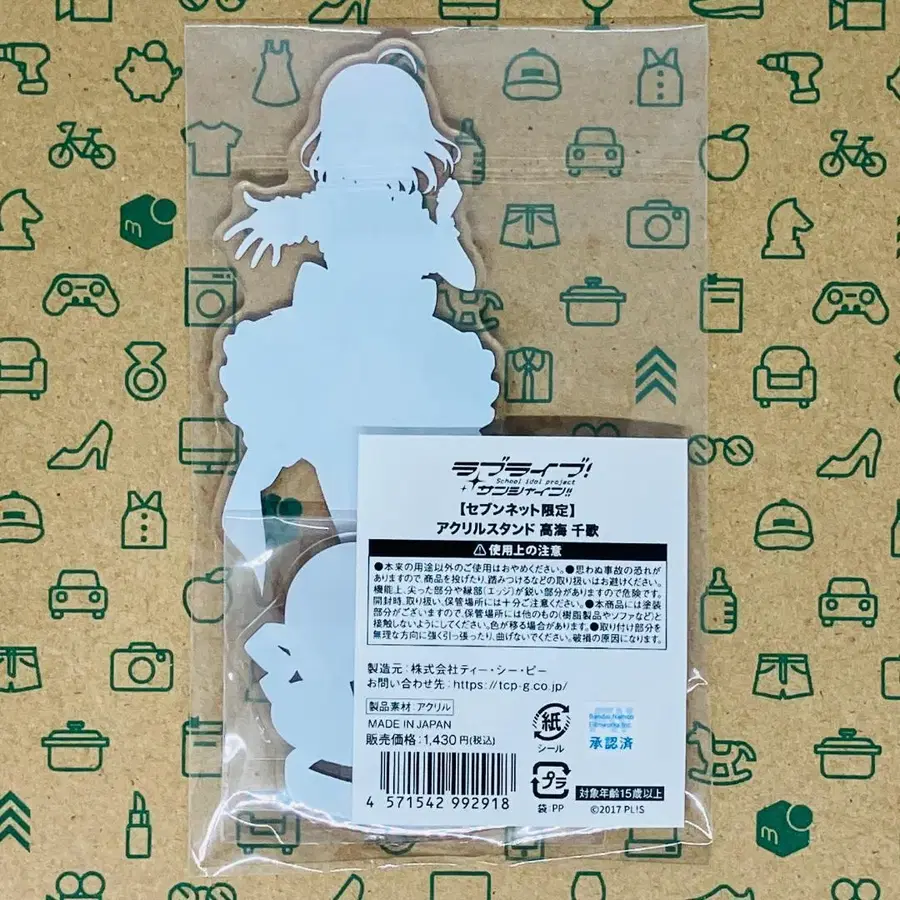 ラブライブ!
School idol project
サンシャイン!!
【セブンネット限定】
アクリルスタンド 高海 千歌
⚠使用上の注意
●本来の用途以外のご使用はおやめください。●思わぬ事故の恐れが
ありますので、商品を投げたり、踏みつけるなどの取り扱いはお避けください。
機能上、尖った部分や縁部(エッジ)が鋭い部分がありますので危険です。
開封時、取り扱い、保管場所には十分ご注意ください。●本商品には塗装
部分がございますので、保管場所には他のもの(樹脂製品やソファなど)と
接触しないようにしてください。色が移る場合があります。●取り付け部分を
無理な方向に強く引っ張ったり、曲げないでください。破損の原因になります。
製造元:株式会社ティー・シー・ピー
お問い合わせ先:https://tcp-g.co.jp/
製品素材:アクリル
MADE IN JAPAN
販売価格:1,430円(税込)
4 571542 992918
紙
シール
プラ
袋:PP
Bandai Namco
Filmworks Inc.
承認済
対象年齢15歳以上
©2017 PL!S
m
m